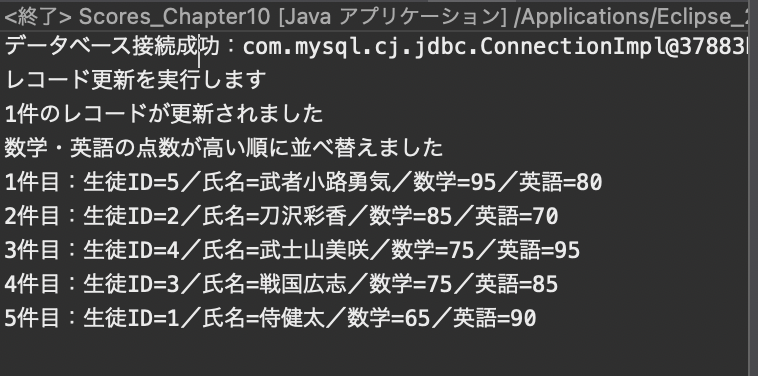 <終了> Scores_Chapter10 [Java アプリケーション] /Applications/Eclipse_2
データベース接続成功：com.mysql.cj.jdbc.ConnectionImpl@37883
レコード更新を実行します
1件のレコードが更新されました
数学・英語の点数が高い順に並べ替えました
1件目：生徒ID=5／氏名=武者小路勇気／数学=95／英語=80
2件目：生徒ID=2／氏名=刀沢彩香／数学=85／英語=70
3件目：生徒ID=4／氏名=武士山美咲／数学=75／英語=95
4件目：生徒ID=3／氏名=戦国広志／数学=75／英語=85
5件目：生徒ID=1／氏名=侍健太／数学=65／英語=90